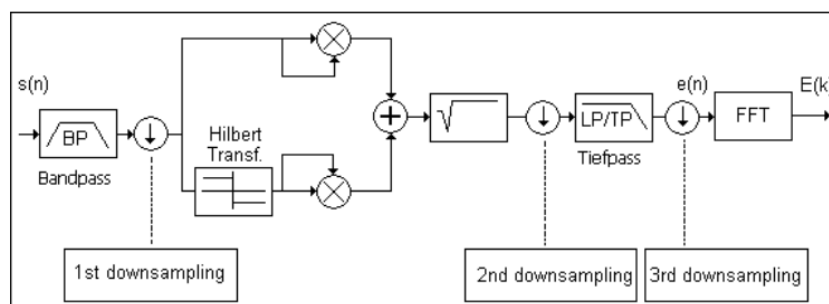 s(n)
BP
Bandpass
Hilbert
Transf.
LP/TP
Tiefpass
e(n)
FFT
E(k)
1st downsampling
2nd downsampling
3rd downsampling